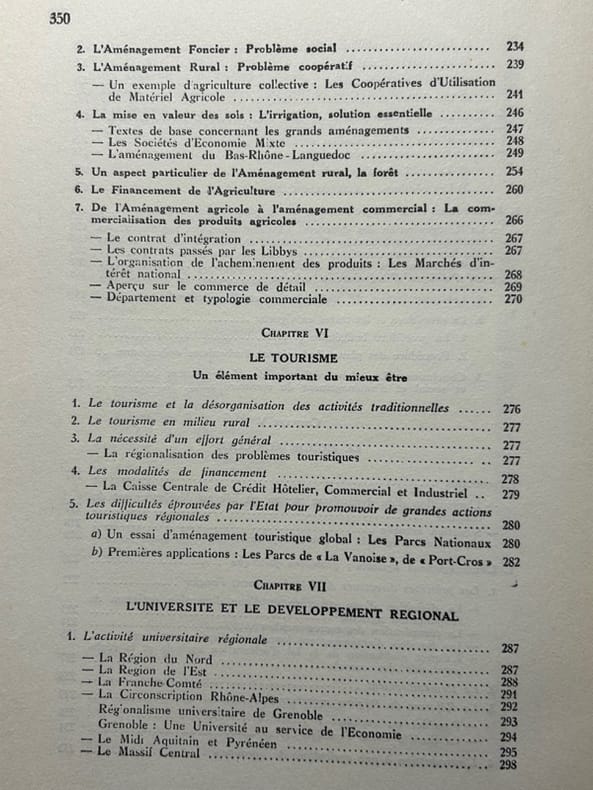 350
2. L'Aménagement Foncier : Problème social ........................ 234
3. L'Aménagement Rural : Problème coopératif ........................ 239
— Un exemple d'agriculture collective : Les Coopératives d'Utilisation
de Matériel Agricole ........................ 241
4. La mise en valeur des sols : L'irrigation, solution essentielle .......... 246
— Textes de base concernant les grands aménagements .......... 247
— Les Sociétés d'Economie Mixte ........................ 248
— L'aménagement du Bas-Rhône-Languedoc ........................ 249
5. Un aspect particulier de l'Aménagement rural, la forêt .......... 254
6. Le Financement de l'Agriculture ........................ 260
7. De l'Aménagement agricole à l'aménagement commercial : La com-
mercialisation des produits agricoles ........................ 266
— Le contrat d'intégration ........................ 267
— Les contrats passés par les Libbys ........................ 267
— L'organisation de l'acheminement des produits : Les Marchés d'in-
térêt national ........................ 268
— Aperçu sur le commerce de détail ........................ 269
— Département et typologie commerciale ........................ 270
CHAPITRE VI
LE TOURISME
Un élément important du mieux être
1. Le tourisme et la désorganisation des activités traditionnelles ...... 276
2. Le tourisme en milieu rural ........................ 277
3. La nécessité d'un effort général ........................ 277
— La régionalisation des problèmes touristiques ............ 277
4. Les modalités de financement ........................ 278
— La Caisse Centrale de Crédit Hôtelier, Commercial et Industriel .. 279
5. Les difficultés éprouvées par l'Etat pour promouvoir de grandes actions
touristiques régionales ........................ 280
a) Un essai d'aménagement touristique global : Les Parcs Nationaux 280
b) Premières applications : Les Parcs de « La Vanoise », de « Port-Cros » 282
CHAPITRE VII
L'UNIVERSITE ET LE DEVELOPPEMENT REGIONAL
1. L'activité universitaire régionale ........................ 287
— La Région du Nord ........................ 287
— La Region de l'Est ........................ 288
— La Franche-Comté ........................ 291
— La Circonscription Rhône-Alpes ........................ 292
Régionalisme universitaire de Grenoble ........................ 293
Grenoble : Une Université au service de l'Economie ............ 294
— Le Midi Aquitain et Pyrénéen ........................ 295
— Le Massif Central ........................ 298